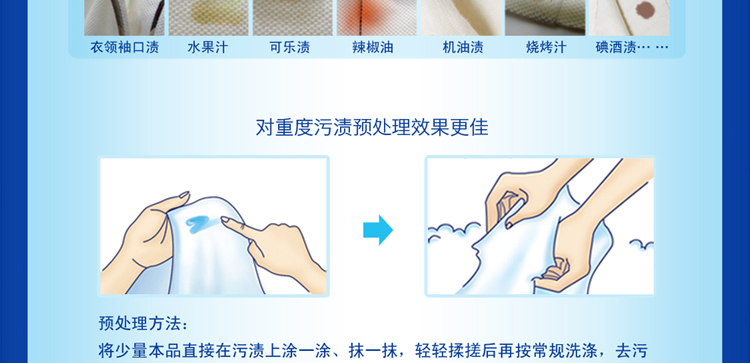 衣领袖口渍 水果汁 可乐渍 辣椒油 机油渍 烧烤汁 碘酒渍… …
对重度污渍预处理效果更佳
预处理方法:
将少量本品直接在污渍上涂一涂、抹一抹，轻轻揉搓后再按常规洗涤，去污